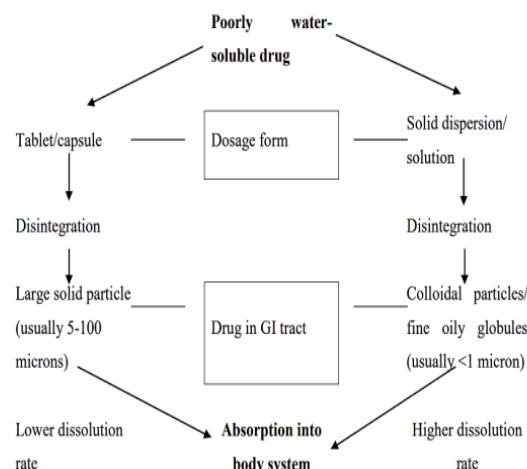 Poorly water-
soluble drug
Tablet/capsule
Dosage form
Solid dispersion/
solution
Disintegration
Disintegration
Large solid particle
(usually 5-100
microns)
Drug in GI tract
Colloidal particles/
fine oily globules
(usually <1 micron)
Lower dissolution
rate
Absorption into
body system
Higher dissolution
rate